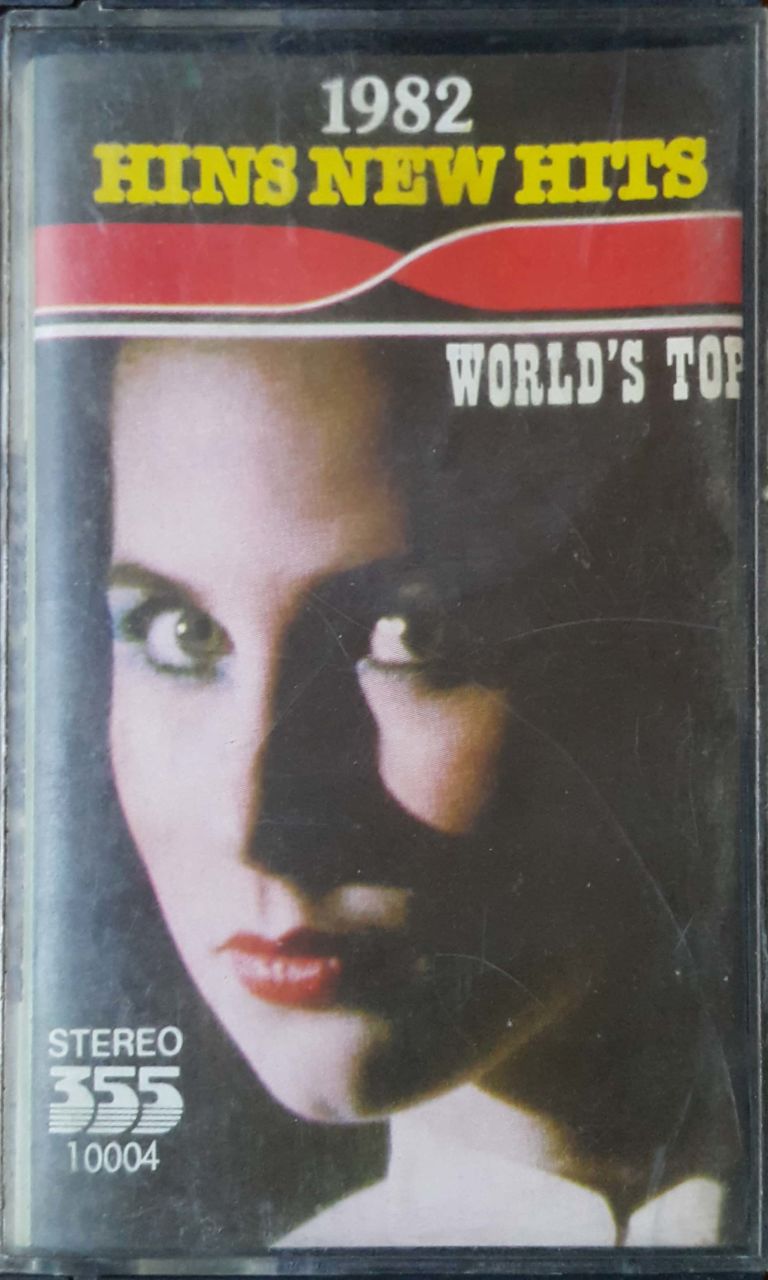 1982
HINS NEW HITS
WORLD'S TOP
STEREO
355
10004